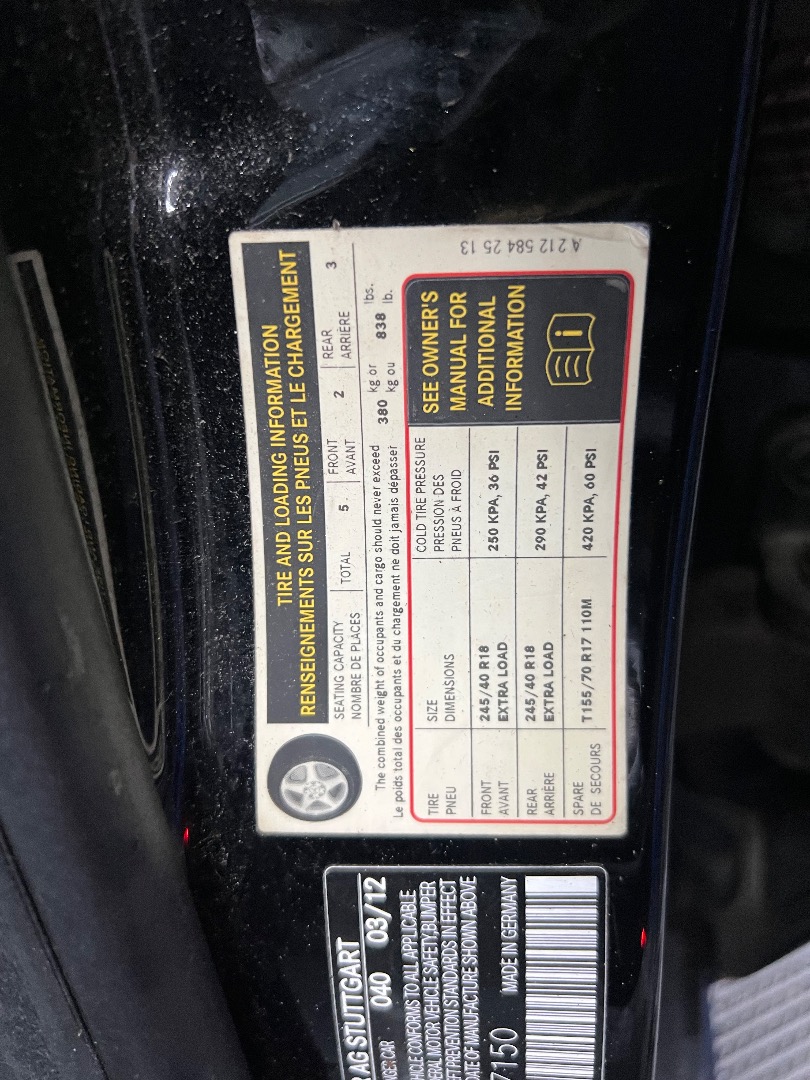 TIRE AND LOADING INFORMATION
RENSEIGNEMENTS SUR LES PNEUS ET LE CHARGEMENT
SEATING CAPACITY
NOMBRE DE PLACES
TOTAL 5
FRONT
AVANT
2
REAR
ARRIÈRE
3
The combined weight of occupants and cargo should never exceed 380 kg or 838 lbs.
Le poids total des occupants et du chargement ne doit jamais dépasser kg ou lb.
TIRE
PNEU
SIZE
DIMENSIONS
COLD TIRE PRESSURE
PRESSION DES
PNEUS À FROID
FRONT
AVANT
245/40 R18
EXTRA LOAD
250 KPA, 36 PSI
REAR
ARRIÈRE
245/40 R18
EXTRA LOAD
290 KPA, 42 PSI
SPARE
DE SECOURS
T155/70 R17 110M
420 KPA, 60 PSI
SEE OWNER'S
MANUAL FOR
ADDITIONAL
INFORMATION
A 212 584 25 13
AG STUTTGART
CAR 040 03/12
CONFORMS TO ALL APPLICABLE
MOTOR VEHICLE SAFETY, BUMPER
PREVENTION STANDARDS IN EFFECT
OF MANUFACTURE SHOWN ABOVE
7150 MADE IN GERMANY